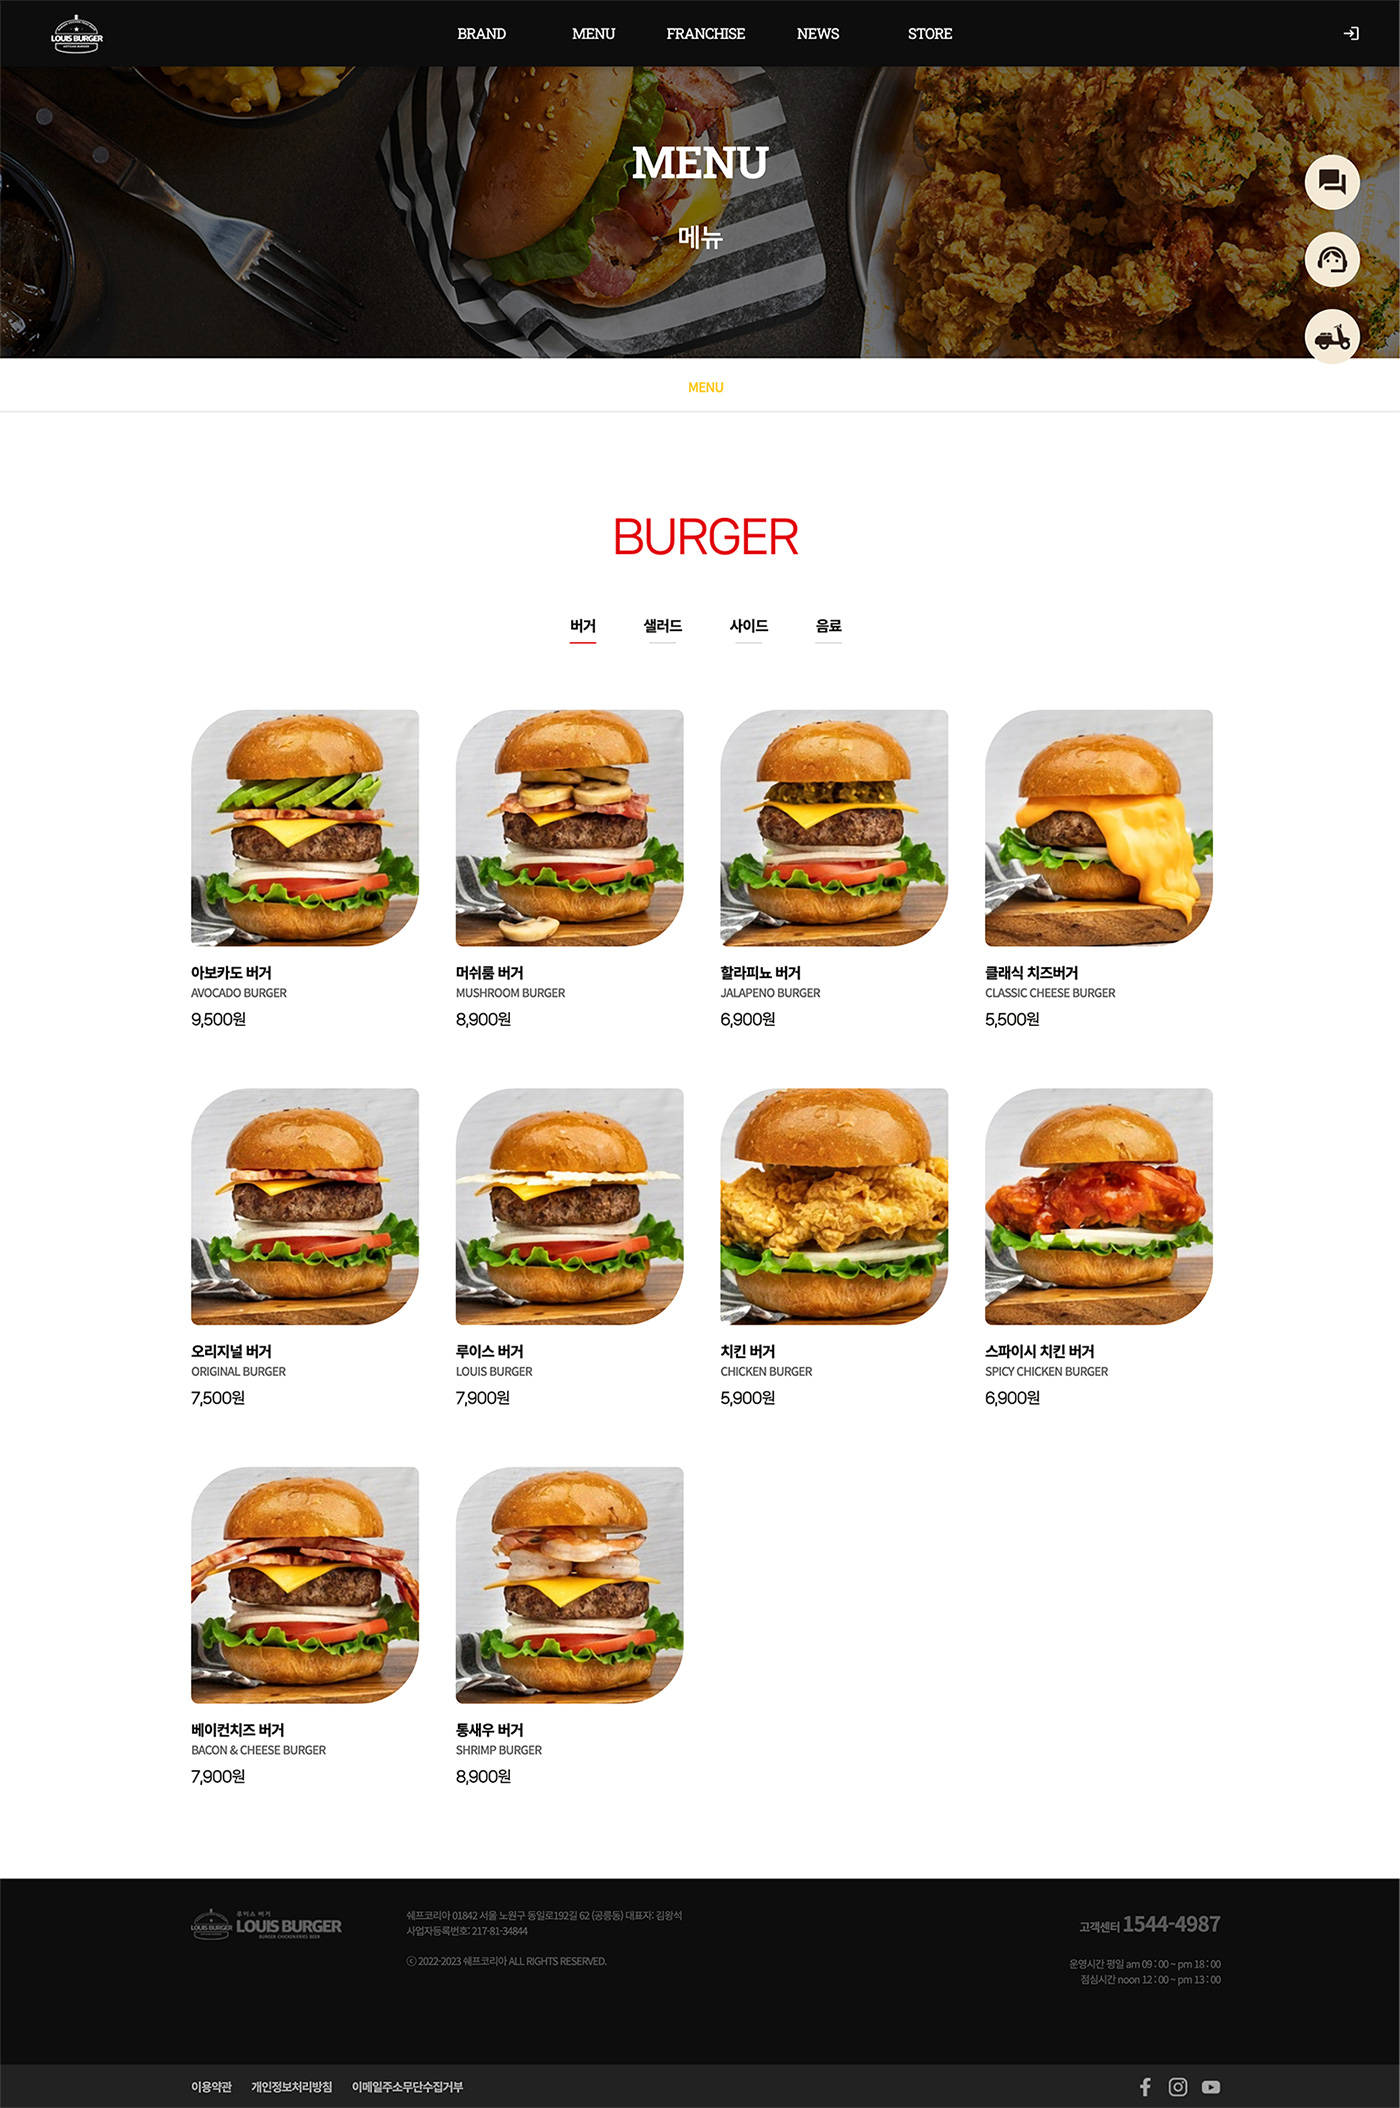 LOUIS BURGER
BRAND
MENU
FRANCHISE
NEWS
STORE
MENU
메뉴
MENU
BURGER
버거
샐러드
사이드
음료
아보카도 버거
AVOCADO BURGER
9,500원
머쉬룸 버거
MUSHROOM BURGER
8,900원
할라피뇨 버거
JALAPENO BURGER
6,900원
클래식 치즈버거
CLASSIC CHEESE BURGER
5,500원
오리지널 버거
ORIGINAL BURGER
7,500원
루이스 버거
LOUIS BURGER
7,900원
치킨 버거
CHICKEN BURGER
5,900원
스파이시 치킨 버거
SPICY CHICKEN BURGER
6,900원
베이컨치즈 버거
BACON & CHEESE BURGER
7,900원
통새우 버거
SHRIMP BURGER
8,900원
LOUIS BURGER
루이스 버거
LOUIS BURGER
BURGER CHICKEN FRIES BEER
쉐프코리아 01842 서울 노원구 동일로192길 62 (공릉동) 대표자: 김왕석
사업자등록번호: 217-81-34844
ⓒ 2022-2023 쉐프코리아 ALL RIGHTS RESERVED.
고객센터 1544-4987
운영시간 평일 am 09 : 00 ~ pm 18 : 00
점심시간 noon 12 : 00 ~ pm 13 : 00
이용약관
개인정보처리방침
이메일주소무단수집거부